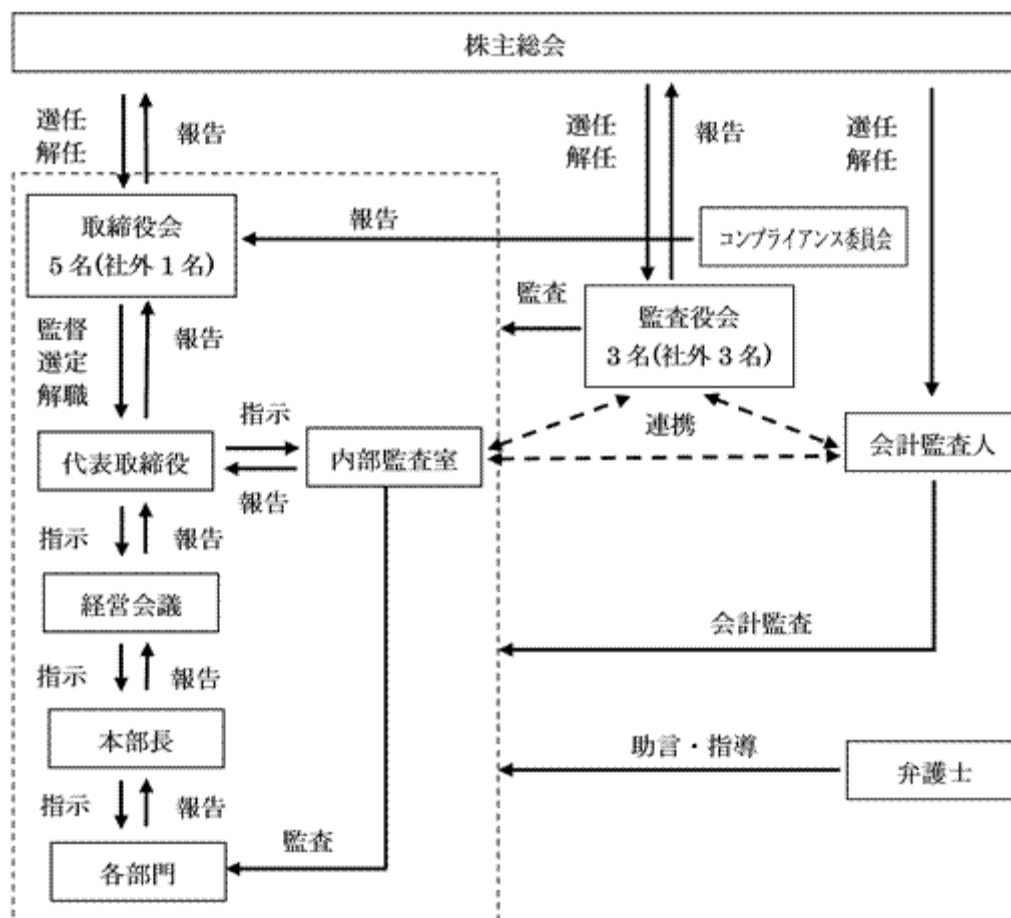 株主総会
選任
解任
報告
選任
解任
報告
選任
解任
取締役会
5名(社外1名)
報告
コンプライアンス委員会
監査
監査役会
3名(社外3名)
監督
選定
解職
報告
指示
連携
代表取締役
内部監査室
会計監査人
報告
指示
報告
経営会議
会計監査
指示
報告
本部長
助言・指導
弁護士
指示
報告
監査
各部門